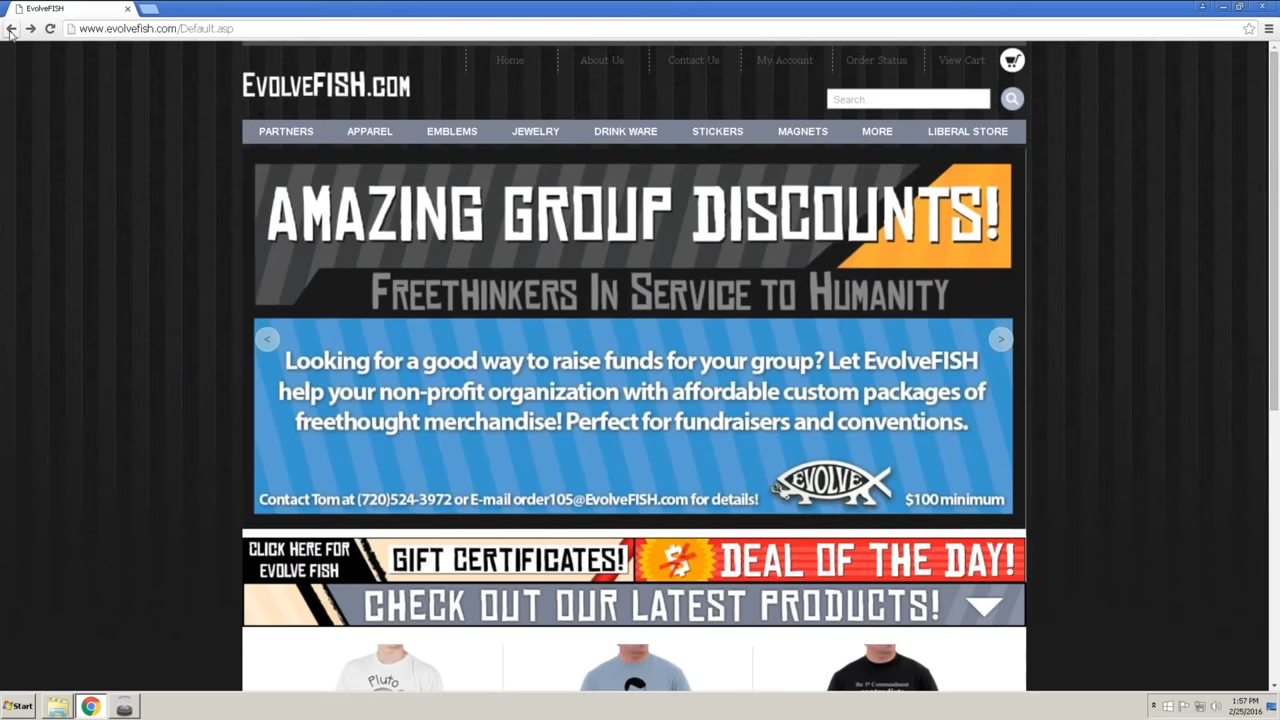 EvolveFISH
www.evolvefish.com/Default.asp
Home About Us Contact Us My Account Order Status View Cart
EVOLVEFISH.COM
Search...
PARTNERS APPAREL EMBLEMS JEWELRY DRINK WARE STICKERS MAGNETS MORE LIBERAL STORE
AMAZING GROUP DISCOUNTS!
FREETHINKERS IN SERVICE TO HUMANITY
< >
Looking for a good way to raise funds for your group? Let EvolveFISH
help your non-profit organization with affordable custom packages of
freethought merchandise! Perfect for fundraisers and conventions.
EVOLVE
Contact Tom at (720)524-3972 or E-mail order105@EvolveFISH.com for details! $100 minimum
CLICK HERE FOR
EVOLVE FISH
GIFT CERTIFICATES!
$ DEAL OF THE DAY!
CHECK OUT OUR LATEST PRODUCTS!
Pluto
the 1st Commandment
Start
1:57 PM
2/25/2016